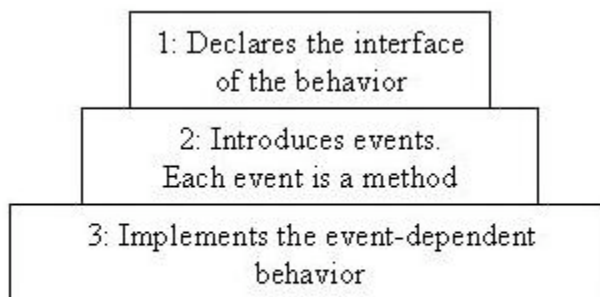 1: Declares the interface
of the behavior
2: Introduces events.
Each event is a method
3: Implements the event-dependent
behavior